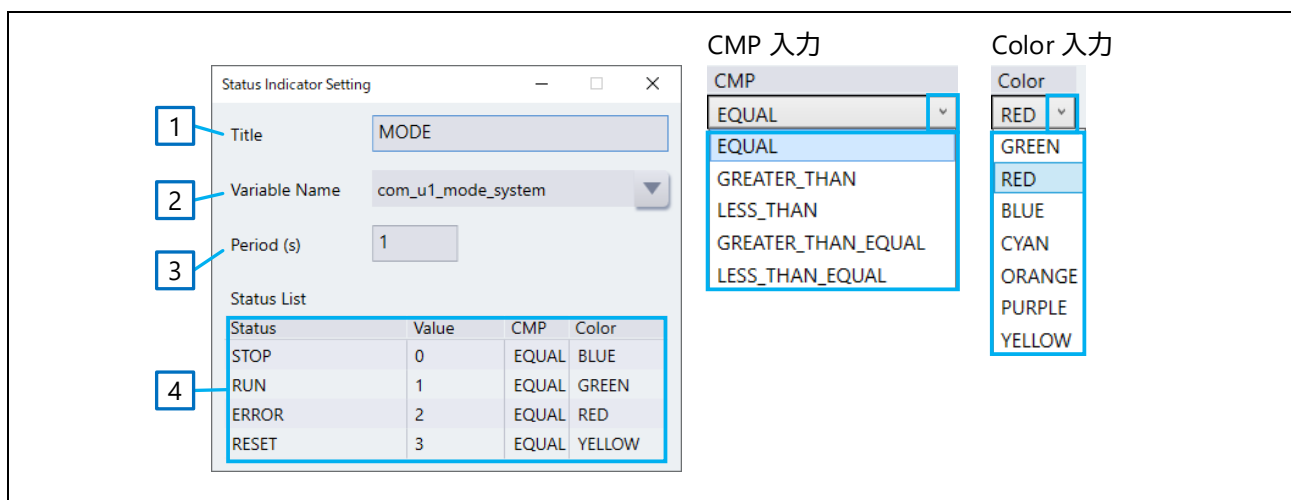 Status Indicator Setting
1
Title
MODE
2
Variable Name
com_u1_mode_system
3
Period (s)
1
Status List
4
Status Value CMP Color
STOP 0 EQUAL BLUE
RUN 1 EQUAL GREEN
ERROR 2 EQUAL RED
RESET 3 EQUAL YELLOW
CMP 入力
CMP
EQUAL
EQUAL
GREATER_THAN
LESS_THAN
GREATER_THAN_EQUAL
LESS_THAN_EQUAL
Color 入力
Color
RED
GREEN
RED
BLUE
CYAN
ORANGE
PURPLE
YELLOW